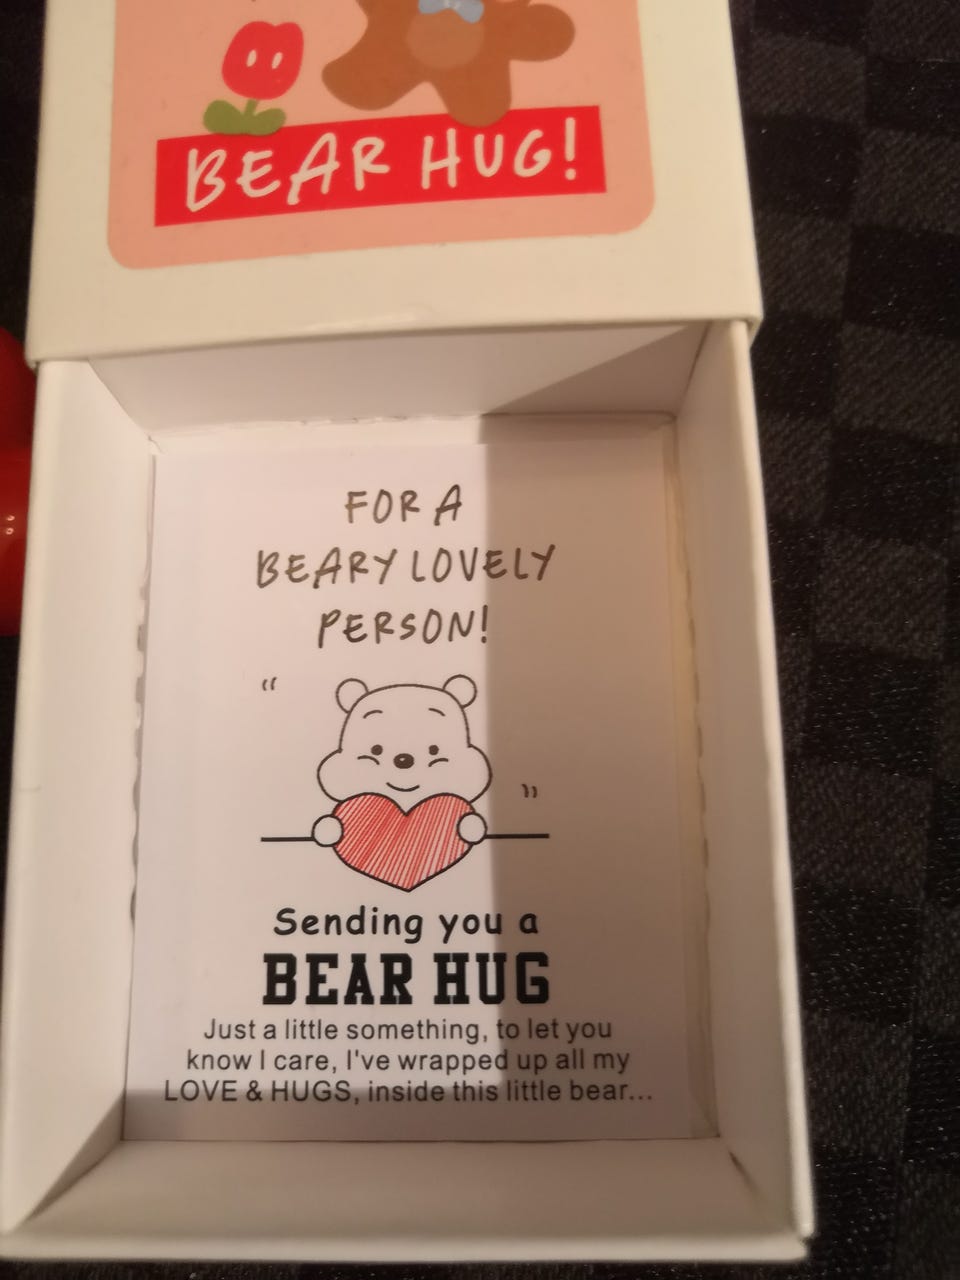 BEAR HUG!
FOR A
BEARY LOVELY
PERSON!
“
”
Sending you a
BEAR HUG
Just a little something, to let you
know I care, I've wrapped up all my
LOVE & HUGS, inside this little bear...